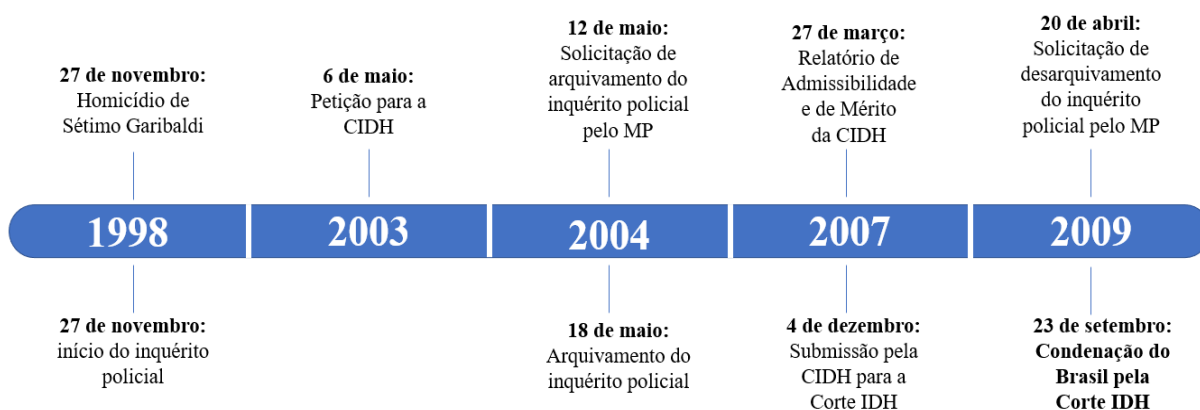 27 de novembro:
Homicídio de
Sétimo Garibaldi
6 de maio:
Petição para a
CIDH
12 de maio:
Solicitação de
arquivamento do
inquérito policial
pelo MP
27 de março:
Relatório de
Admissibilidade
e de Mérito
da CIDH
20 de abril:
Solicitação de
desarquivamento
do inquérito
policial pelo MP
1998
2003
2004
2007
2009
27 de novembro:
início do inquérito
policial
18 de maio:
Arquivamento do
inquérito policial
4 de dezembro:
Submissão pela
CIDH para a
Corte IDH
23 de setembro:
Condenação do
Brasil pela
Corte IDH